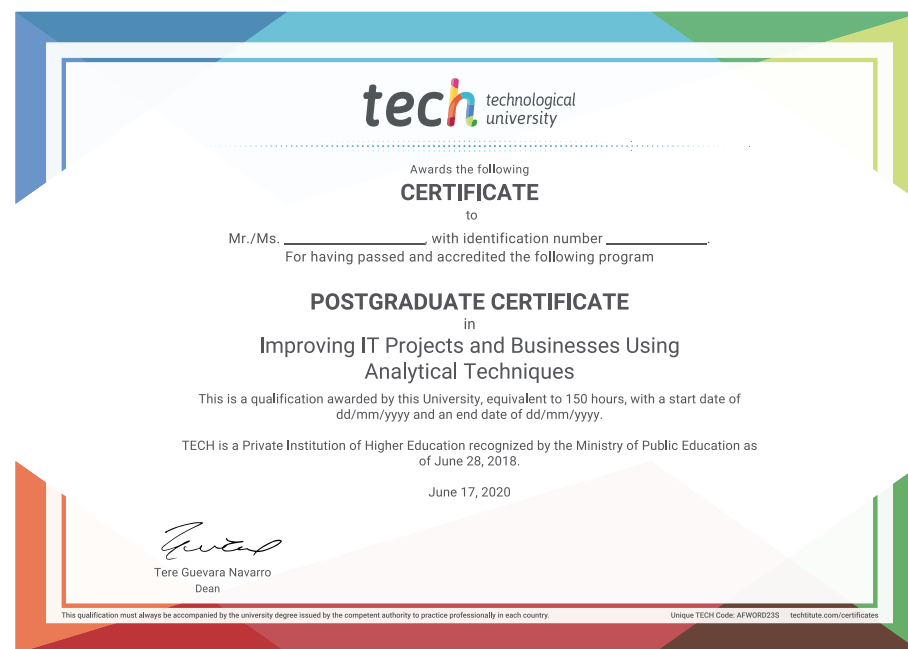 tech technological
university
Awards the following
CERTIFICATE
to
Mr./Ms. ____________________, with identification number ______________.
For having passed and accredited the following program
POSTGRADUATE CERTIFICATE
in
Improving IT Projects and Businesses Using
Analytical Techniques
This is a qualification awarded by this University, equivalent to 150 hours, with a start date of
dd/mm/yyyy and an end date of dd/mm/yyyy.
TECH is a Private Institution of Higher Education recognized by the Ministry of Public Education as
of June 28, 2018.
June 17, 2020
Tere Guevara Navarro
Dean
This qualification must always be accompanied by the university degree issued by the competent authority to practice professionally in each country.
Unique TECH Code: AFWORD23S techtitute.com/certificates